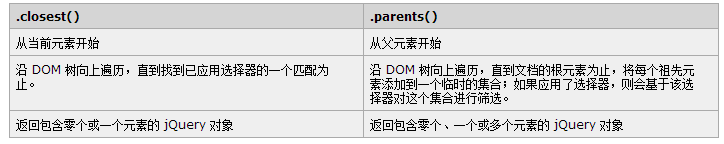 .closest()
.parents()
从当前元素开始
从父元素开始
沿 DOM 树向上遍历，直到找到已应用选择器的一个匹配为
止。
沿 DOM 树向上遍历，直到文档的根元素为止，将每个祖先元
素添加到一个临时的集合；如果应用了选择器，则会基于该选
择器对这个集合进行筛选。
返回包含零个或一个元素的 jQuery 对象
返回包含零个、一个或多个元素的 jQuery 对象